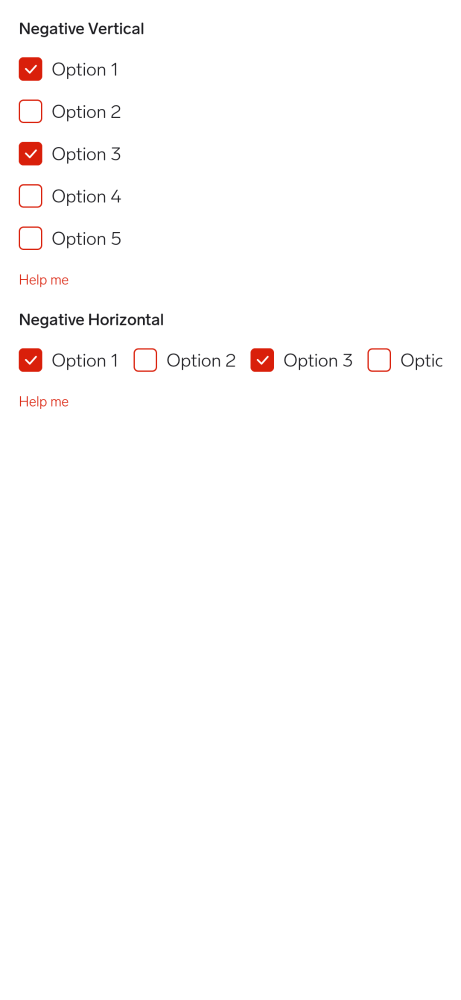 Negative Vertical
Option 1
Option 2
Option 3
Option 4
Option 5
Help me
Negative Horizontal
Option 1 Option 2 Option 3 Optic
Help me